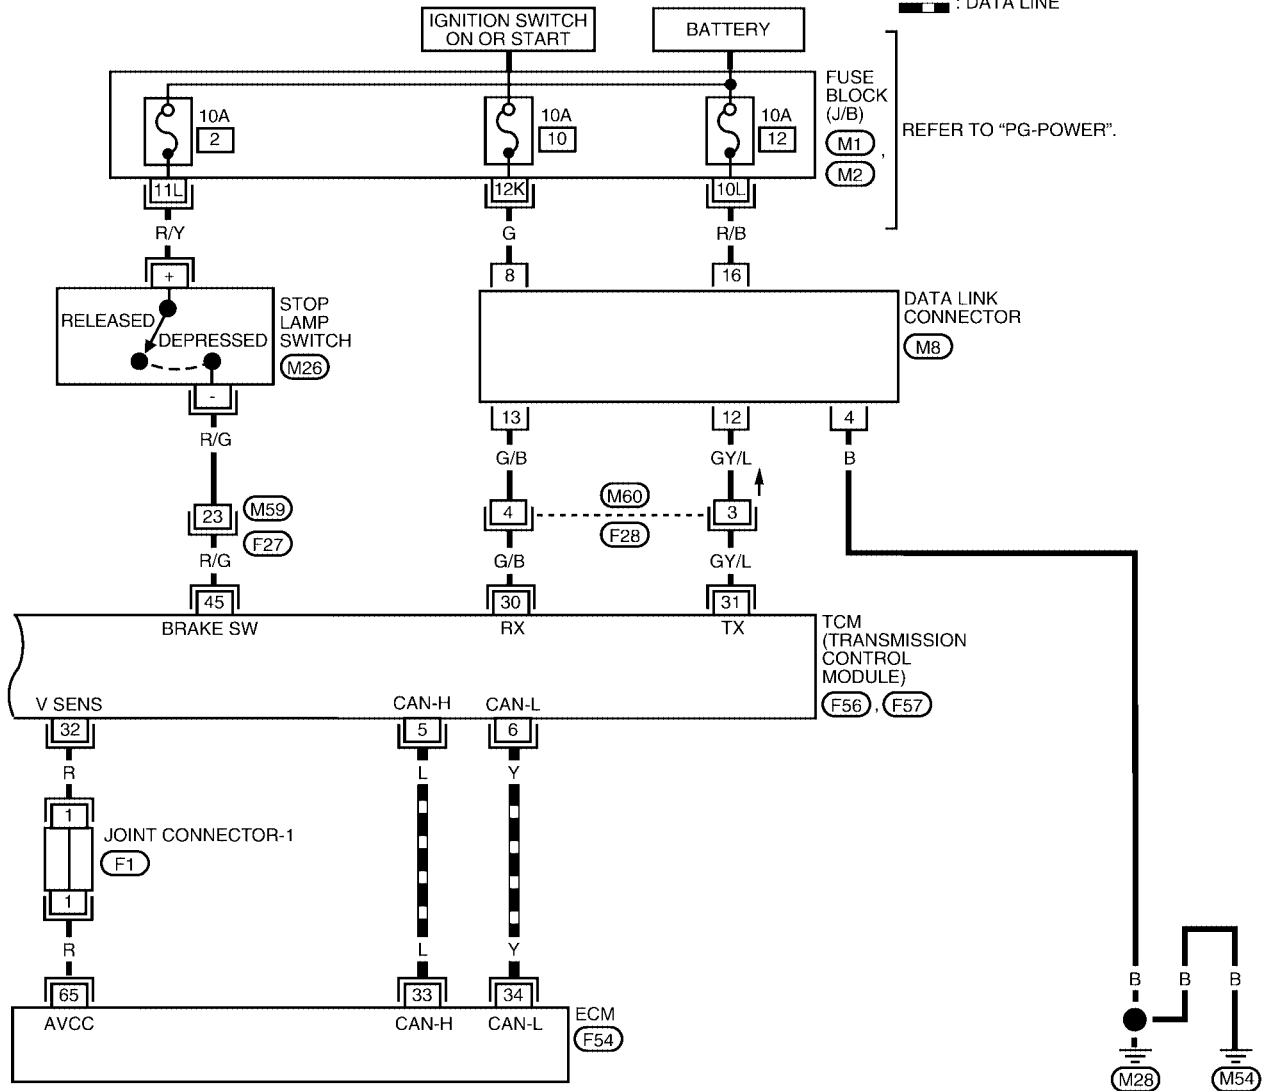 : DATA LINE
IGNITION SWITCH
ON OR START
BATTERY
FUSE
BLOCK
(J/B)
M1 ,
M2
REFER TO “PG-POWER”.
10A
2
10A
10
10A
12
11L
12K
10L
R/Y
G
R/B
+
8
16
RELEASED
DEPRESSED
STOP
LAMP
SWITCH
M26
DATA LINK
CONNECTOR
M8
-
13
12
4
R/G
G/B
GY/L
B
23
M59
F27
4
M60
F28
3
R/G
G/B
GY/L
45
30
31
BRAKE SW
RX
TX
TCM
(TRANSMISSION
CONTROL
MODULE)
F56 , F57
V SENS
CAN-H
CAN-L
32
5
6
R
L
Y
1
JOINT CONNECTOR-1
F1
1
R
L
Y
B
B
B
65
33
34
AVCC
CAN-H
CAN-L
ECM
F54
M28
M54